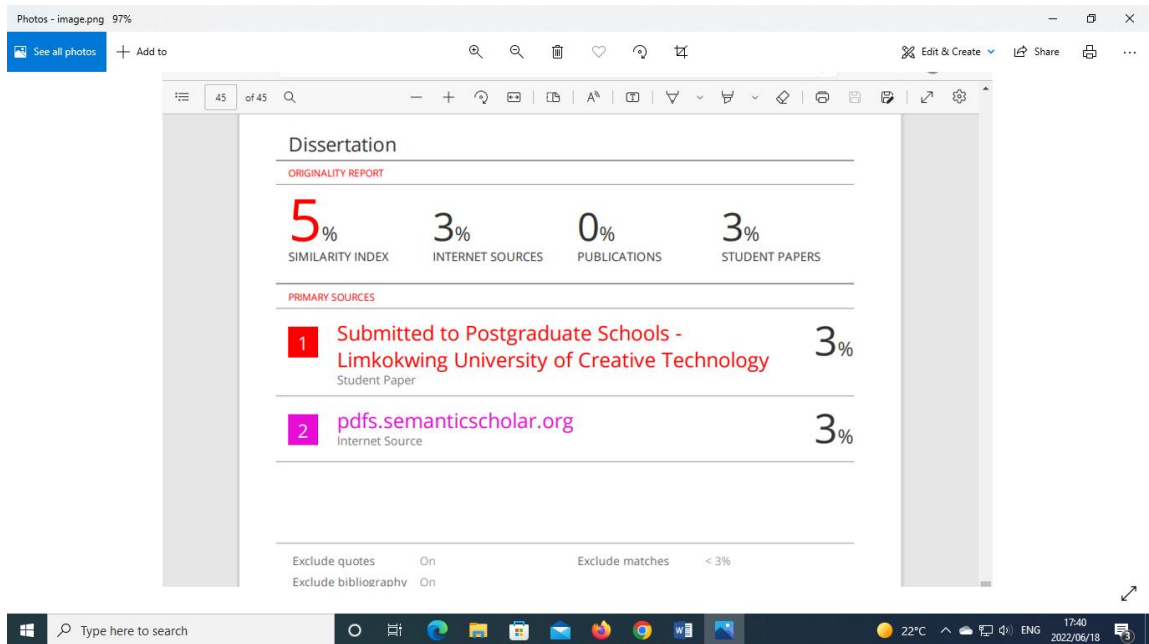 Photos - image.png 97%
See all photos
Add to
Edit & Create
Share
45 of 45
Dissertation
ORIGINALITY REPORT
5% 3% 0% 3%
SIMILARITY INDEX INTERNET SOURCES PUBLICATIONS STUDENT PAPERS
PRIMARY SOURCES
1 Submitted to Postgraduate Schools -
Limkokwing University of Creative Technology
Student Paper
3%
2 pdfs.semanticscholar.org
Internet Source
3%
Exclude quotes On Exclude matches < 3%
Exclude bibliography On
Type here to search
22°C ENG 17:40
2022/06/18
3